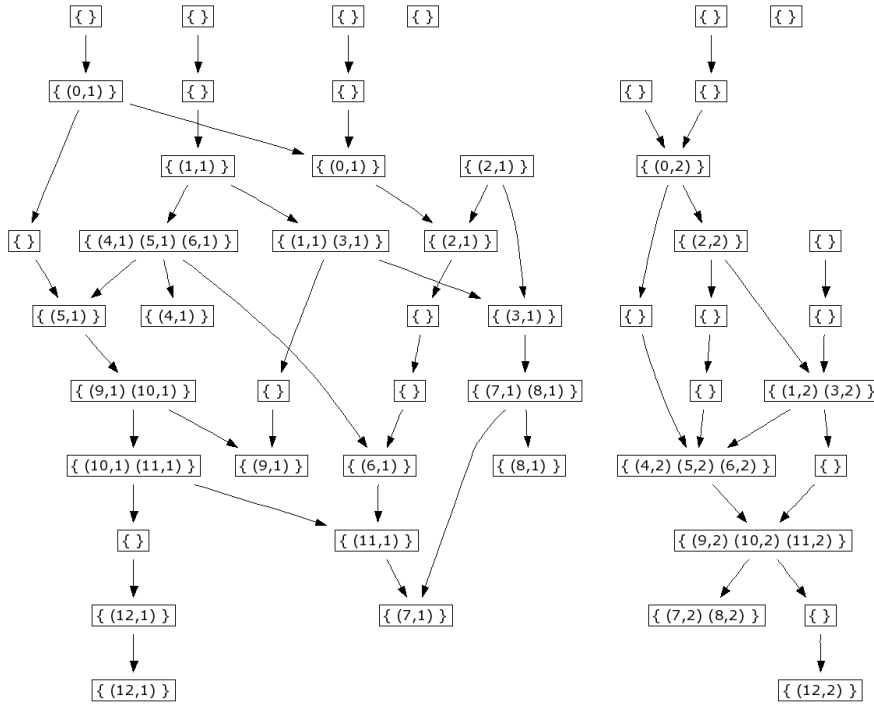 { } { } { } { } { } { }
{ (0,1) } { } { } { } { }
{ (1,1) } { (0,1) } { (2,1) } { (0,2) }
{ } { (4,1) (5,1) (6,1) } { (1,1) (3,1) } { (2,1) } { (2,2) } { }
{ (5,1) } { (4,1) } { } { (3,1) } { } { } { }
{ (9,1) (10,1) } { } { } { (7,1) (8,1) } { } { (1,2) (3,2) }
{ (10,1) (11,1) } { (9,1) } { (6,1) } { (8,1) } { (4,2) (5,2) (6,2) } { }
{ } { (11,1) } { (9,2) (10,2) (11,2) }
{ (12,1) } { (7,1) } { (7,2) (8,2) } { }
{ (12,1) } { (12,2) }